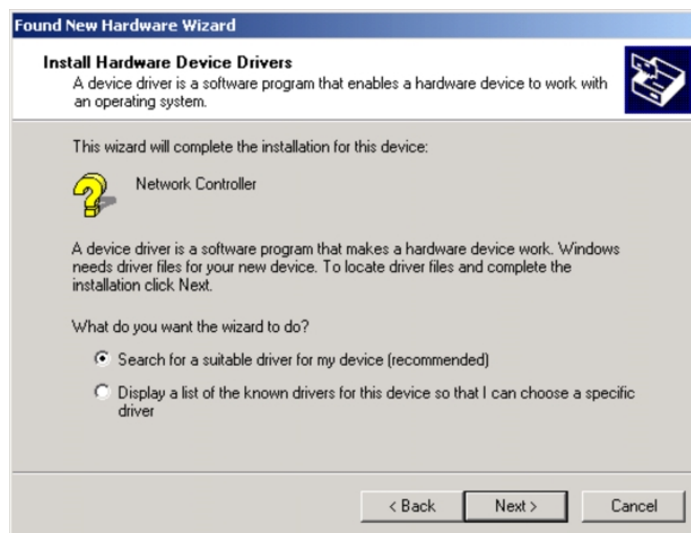 Found New Hardware Wizard
Install Hardware Device Drivers
A device driver is a software program that enables a hardware device to work with
an operating system.
This wizard will complete the installation for this device:
Network Controller
A device driver is a software program that makes a hardware device work. Windows
needs driver files for your new device. To locate driver files and complete the
installation click Next.
What do you want the wizard to do?
Search for a suitable driver for my device (recommended)
Display a list of the known drivers for this device so that I can choose a specific
driver
< Back Next > Cancel